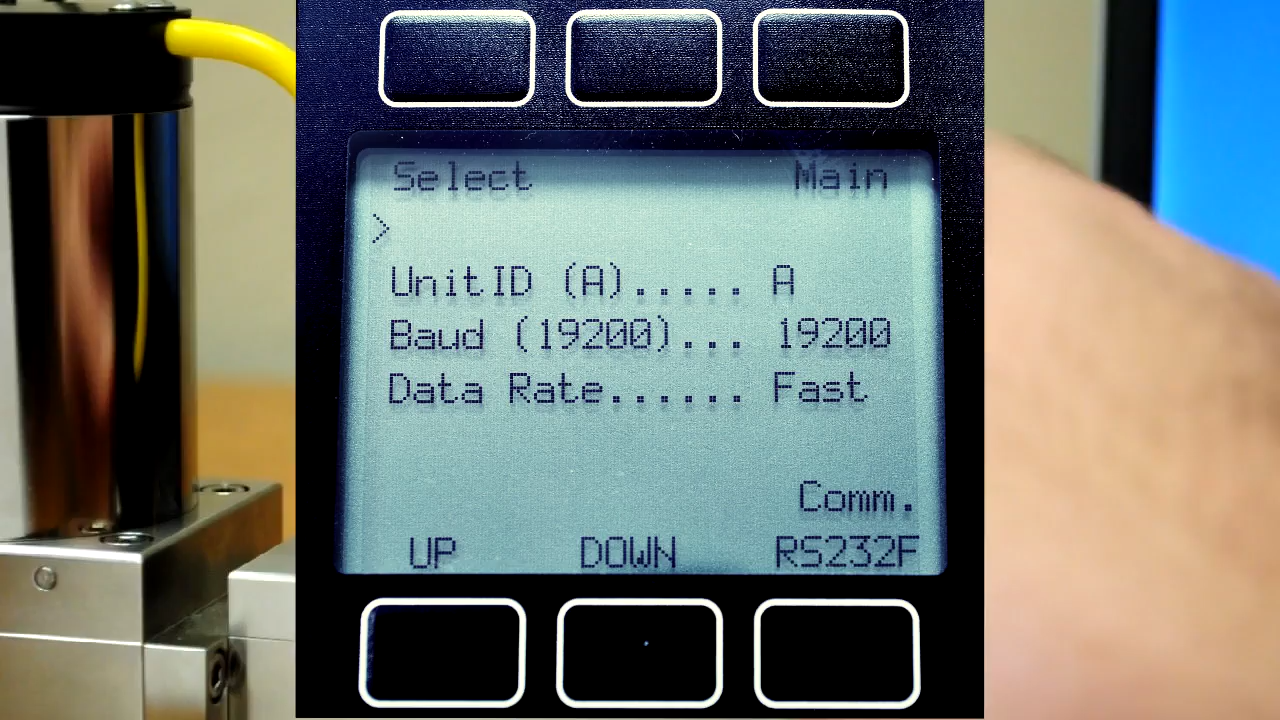 Select Main
>
UnitID (A)..... A
Baud (19200)... 19200
Data Rate...... Fast
Comm.
UP DOWN RS232F